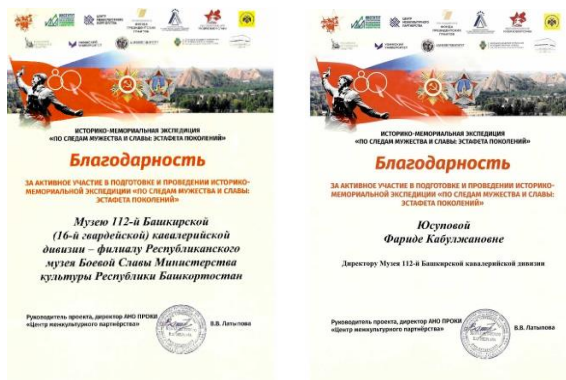 ИСТОРИКО-МЕМОРИАЛЬНАЯ ЭКСПЕДИЦИЯ
«ПО СЛЕДАМ МУЖЕСТВА И СЛАВЫ: ЭСТАФЕТА ПОКОЛЕНИЙ»
Благодарность
ЗА АКТИВНОЕ УЧАСТИЕ В ПОДГОТОВКЕ И ПРОВЕДЕНИИ ИСТОРИКО-
МЕМОРИАЛЬНОЙ ЭКСПЕДИЦИИ «ПО СЛЕДАМ МУЖЕСТВА И СЛАВЫ:
ЭСТАФЕТА ПОКОЛЕНИЙ»
Музею 112-й Башкирской
(16-й гвардейской) кавалерийской
дивизии – филиалу Республиканского
музея Боевой Славы Министерства
культуры Республики Башкортостан
Руководитель проекта, директор АНО ПРОКИ
«Центр межкультурного партнёрства»
В.В. Латыпова
ИСТОРИКО-МЕМОРИАЛЬНАЯ ЭКСПЕДИЦИЯ
«ПО СЛЕДАМ МУЖЕСТВА И СЛАВЫ: ЭСТАФЕТА ПОКОЛЕНИЙ»
Благодарность
ЗА АКТИВНОЕ УЧАСТИЕ В ПОДГОТОВКЕ И ПРОВЕДЕНИИ ИСТОРИКО-
МЕМОРИАЛЬНОЙ ЭКСПЕДИЦИИ «ПО СЛЕДАМ МУЖЕСТВА И СЛАВЫ:
ЭСТАФЕТА ПОКОЛЕНИЙ»
Юсуповой
Фариде Кабулжановне
Директору Музея 112-й Башкирской кавалерийской дивизии
Руководитель проекта, директор АНО ПРОКИ
«Центр межкультурного партнёрства»
В.В. Латыпова